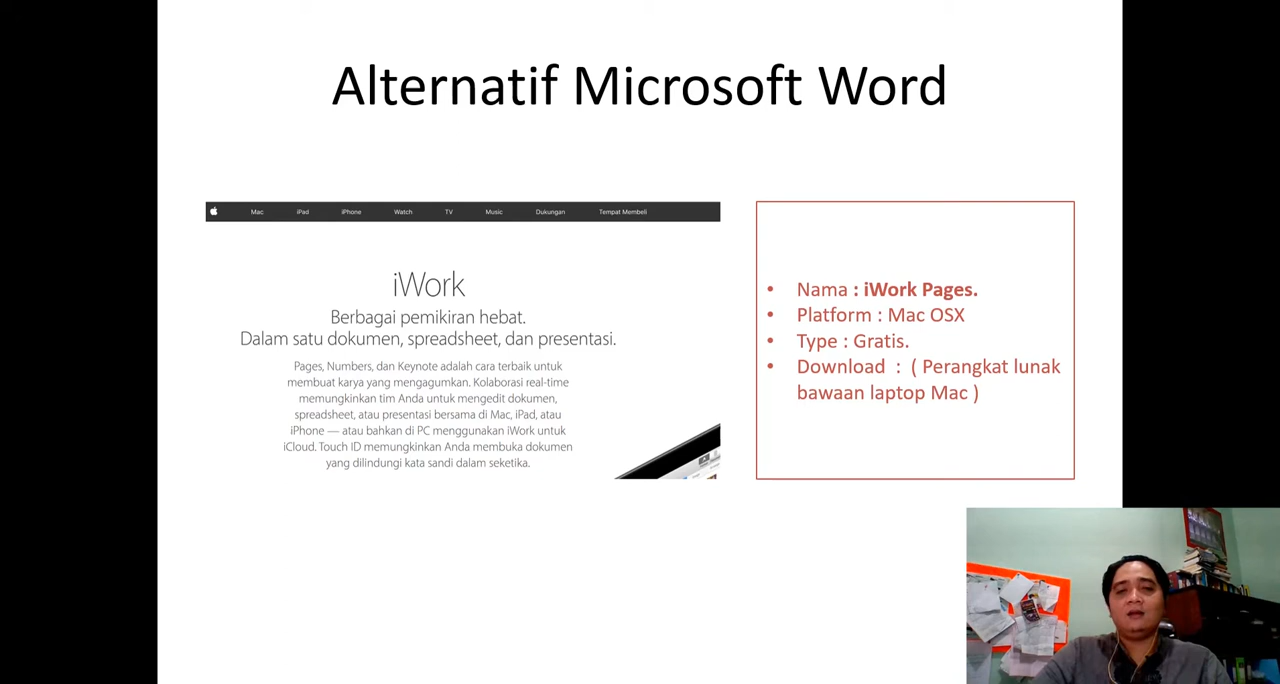 Alternatif Microsoft Word
Mac iPad iPhone Watch TV Music Dukungan Tempat Membeli
iWork
Berbagai pemikiran hebat.
Dalam satu dokumen, spreadsheet, dan presentasi.
Pages, Numbers, dan Keynote adalah cara terbaik untuk
membuat karya yang mengagumkan. Kolaborasi real-time
memungkinkan tim Anda untuk mengedit dokumen,
spreadsheet, atau presentasi bersama di Mac, iPad, atau
iPhone — atau bahkan di PC menggunakan iWork untuk
iCloud. Touch ID memungkinkan Anda membuka dokumen
yang dilindungi kata sandi dalam seketika.
• Nama : iWork Pages.
• Platform : Mac OSX
• Type : Gratis.
• Download : ( Perangkat lunak
bawaan laptop Mac )